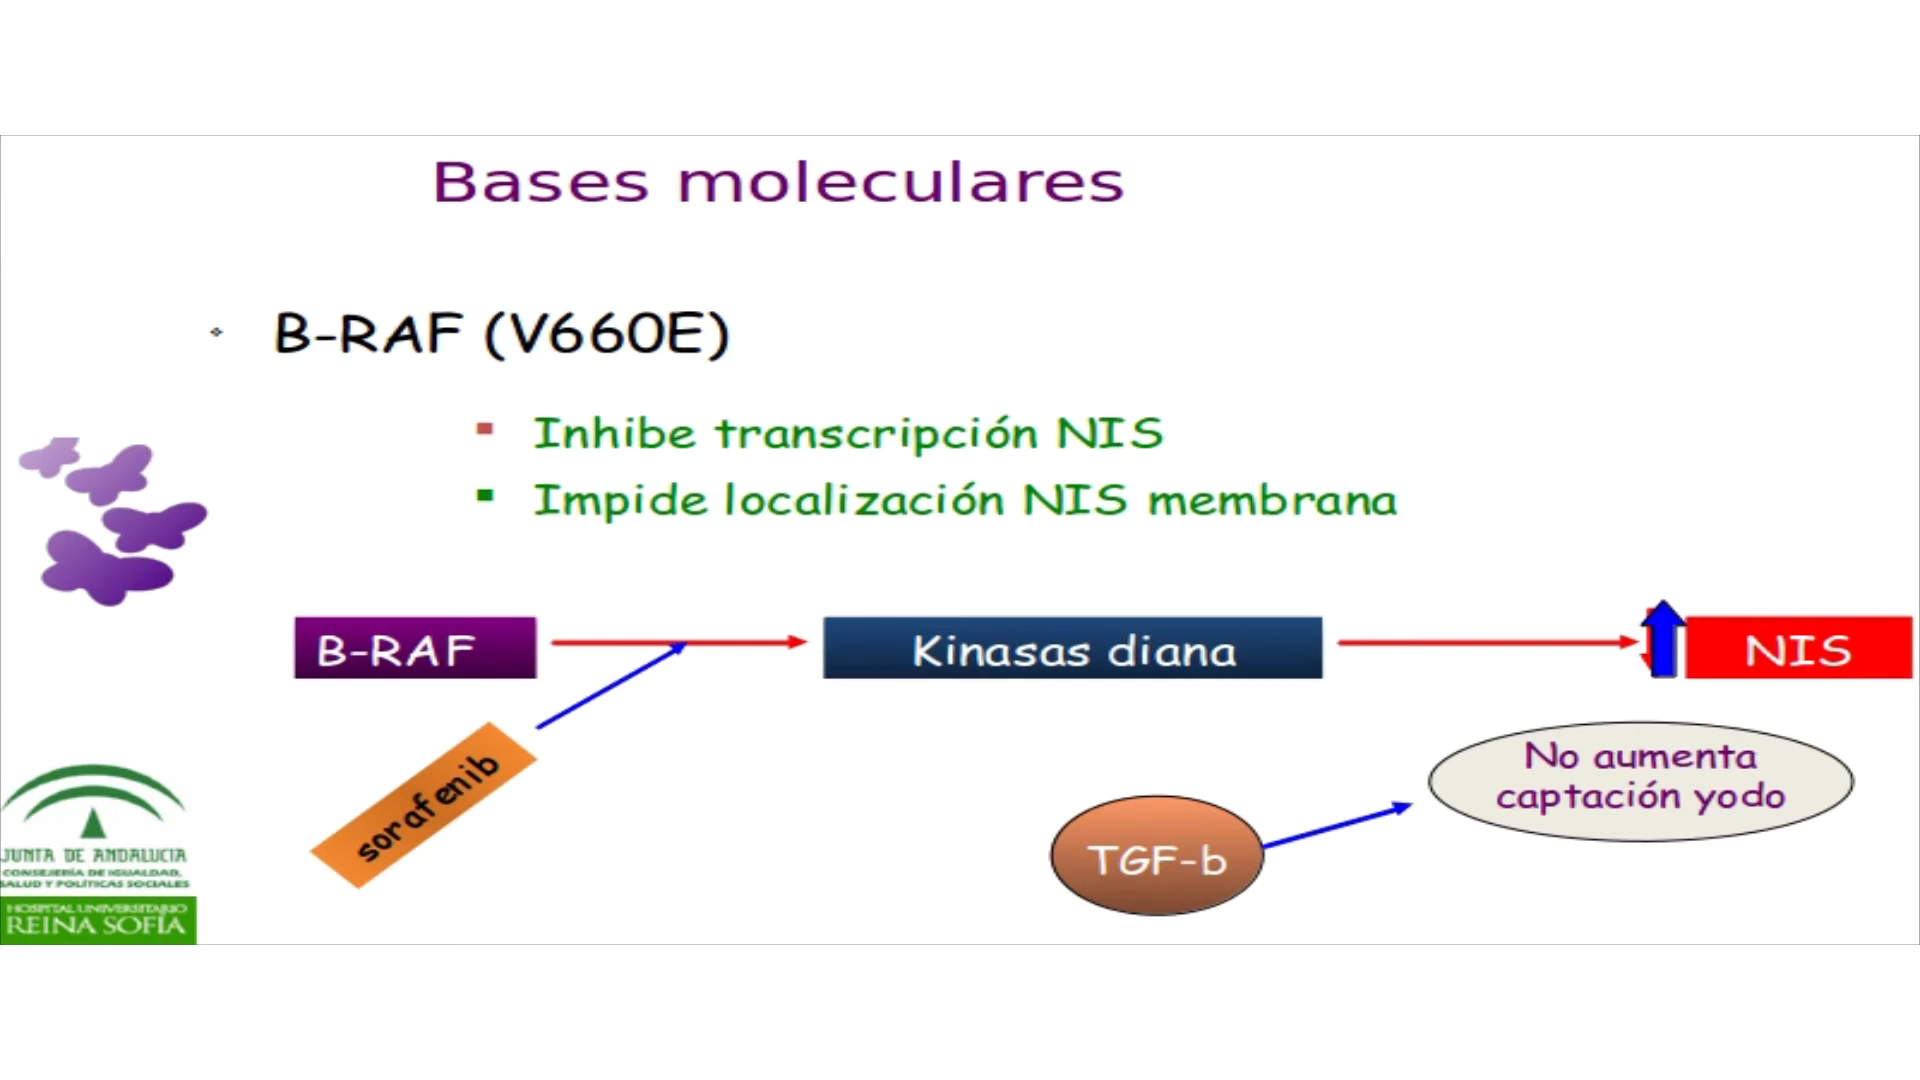 Bases moleculares
B-RAF (V660E)
Inhibe transcripción NIS
Impide localización NIS membrana
B-RAF
Kinasas diana
NIS
sorafenib
No aumenta
captación yodo
TGF-b
JUNTA DE ANDALUCIA
CONSEJERÍA DE IGUALDAD,
SALUD Y POLÍTICAS SOCIALES
HOSPITAL UNIVERSITARIO
REINA SOFÍA